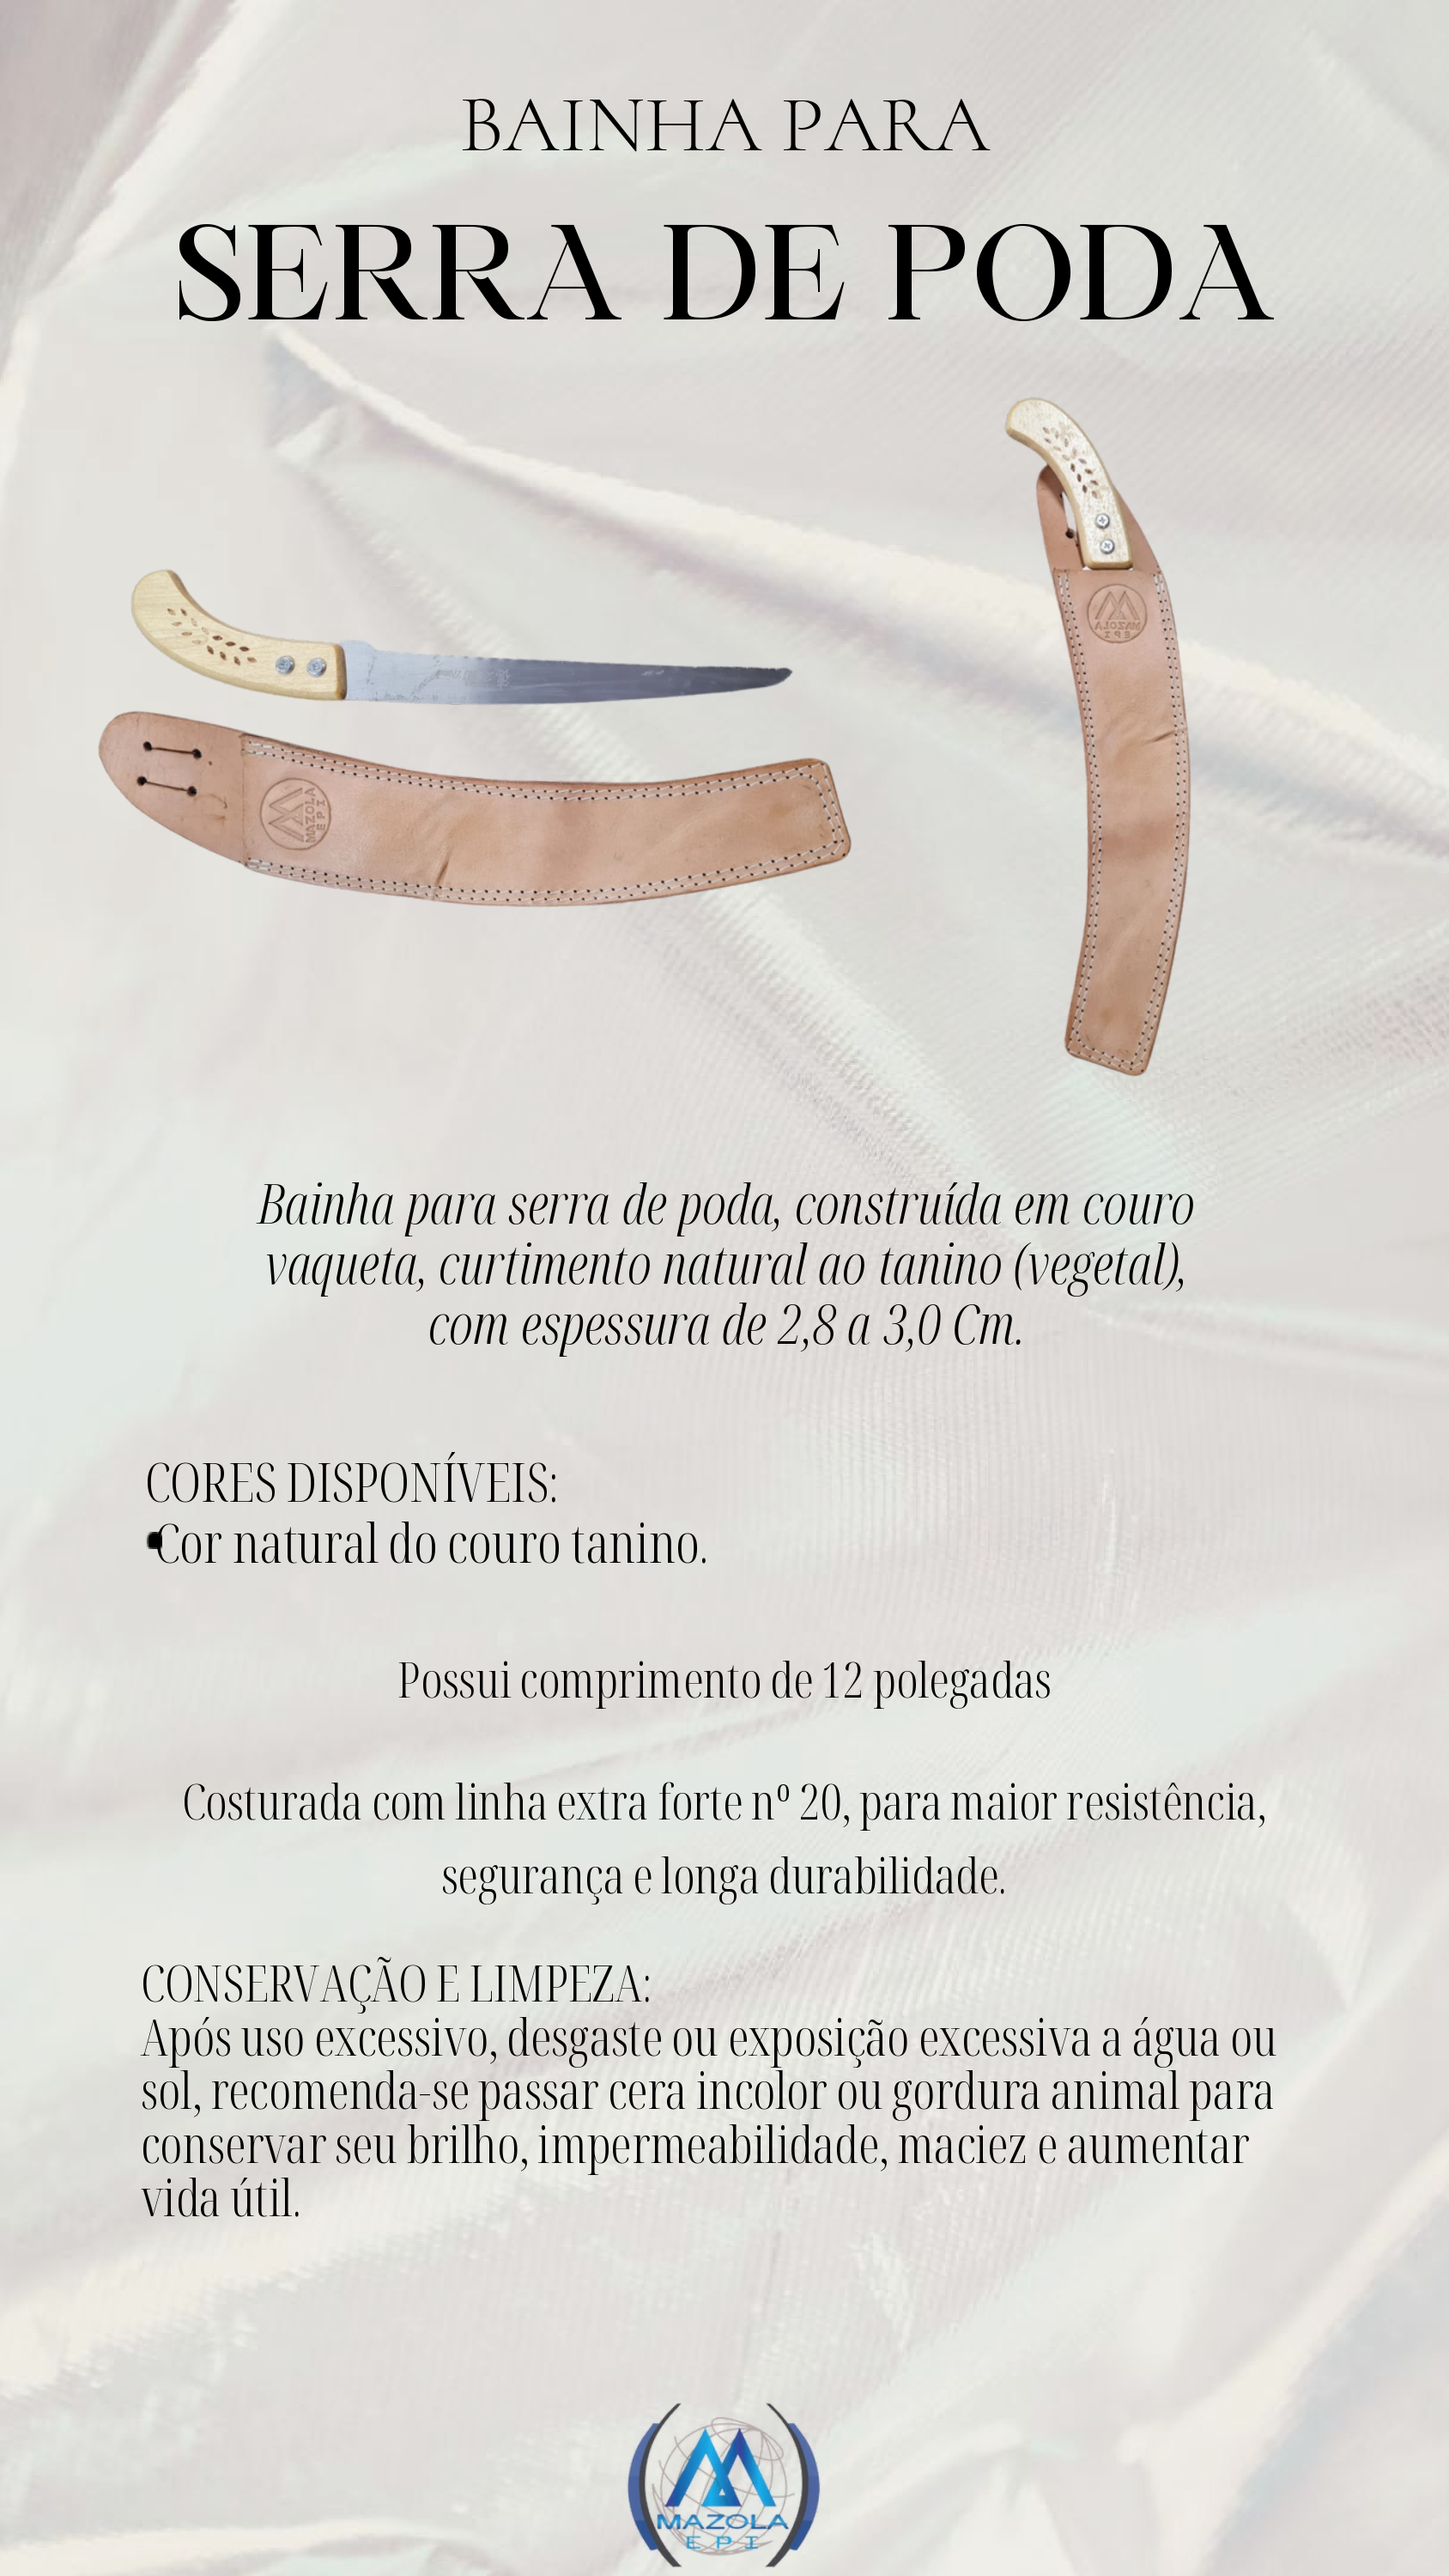 BAINHA PARA
SERRA DE PODA
MAZOLA
EPI
MAZOLA
EPI
Bainha para serra de poda, construída em couro
vaqueta, curtimento natural ao tanino (vegetal),
com espessura de 2,8 a 3,0 Cm.
CORES DISPONÍVEIS:
•Cor natural do couro tanino.
Possui comprimento de 12 polegadas
Costurada com linha extra forte nº 20, para maior resistência,
segurança e longa durabilidade.
CONSERVAÇÃO E LIMPEZA:
Após uso excessivo, desgaste ou exposição excessiva a água ou
sol, recomenda-se passar cera incolor ou gordura animal para
conservar seu brilho, impermeabilidade, maciez e aumentar
vida útil.
MAZOLA
EPI